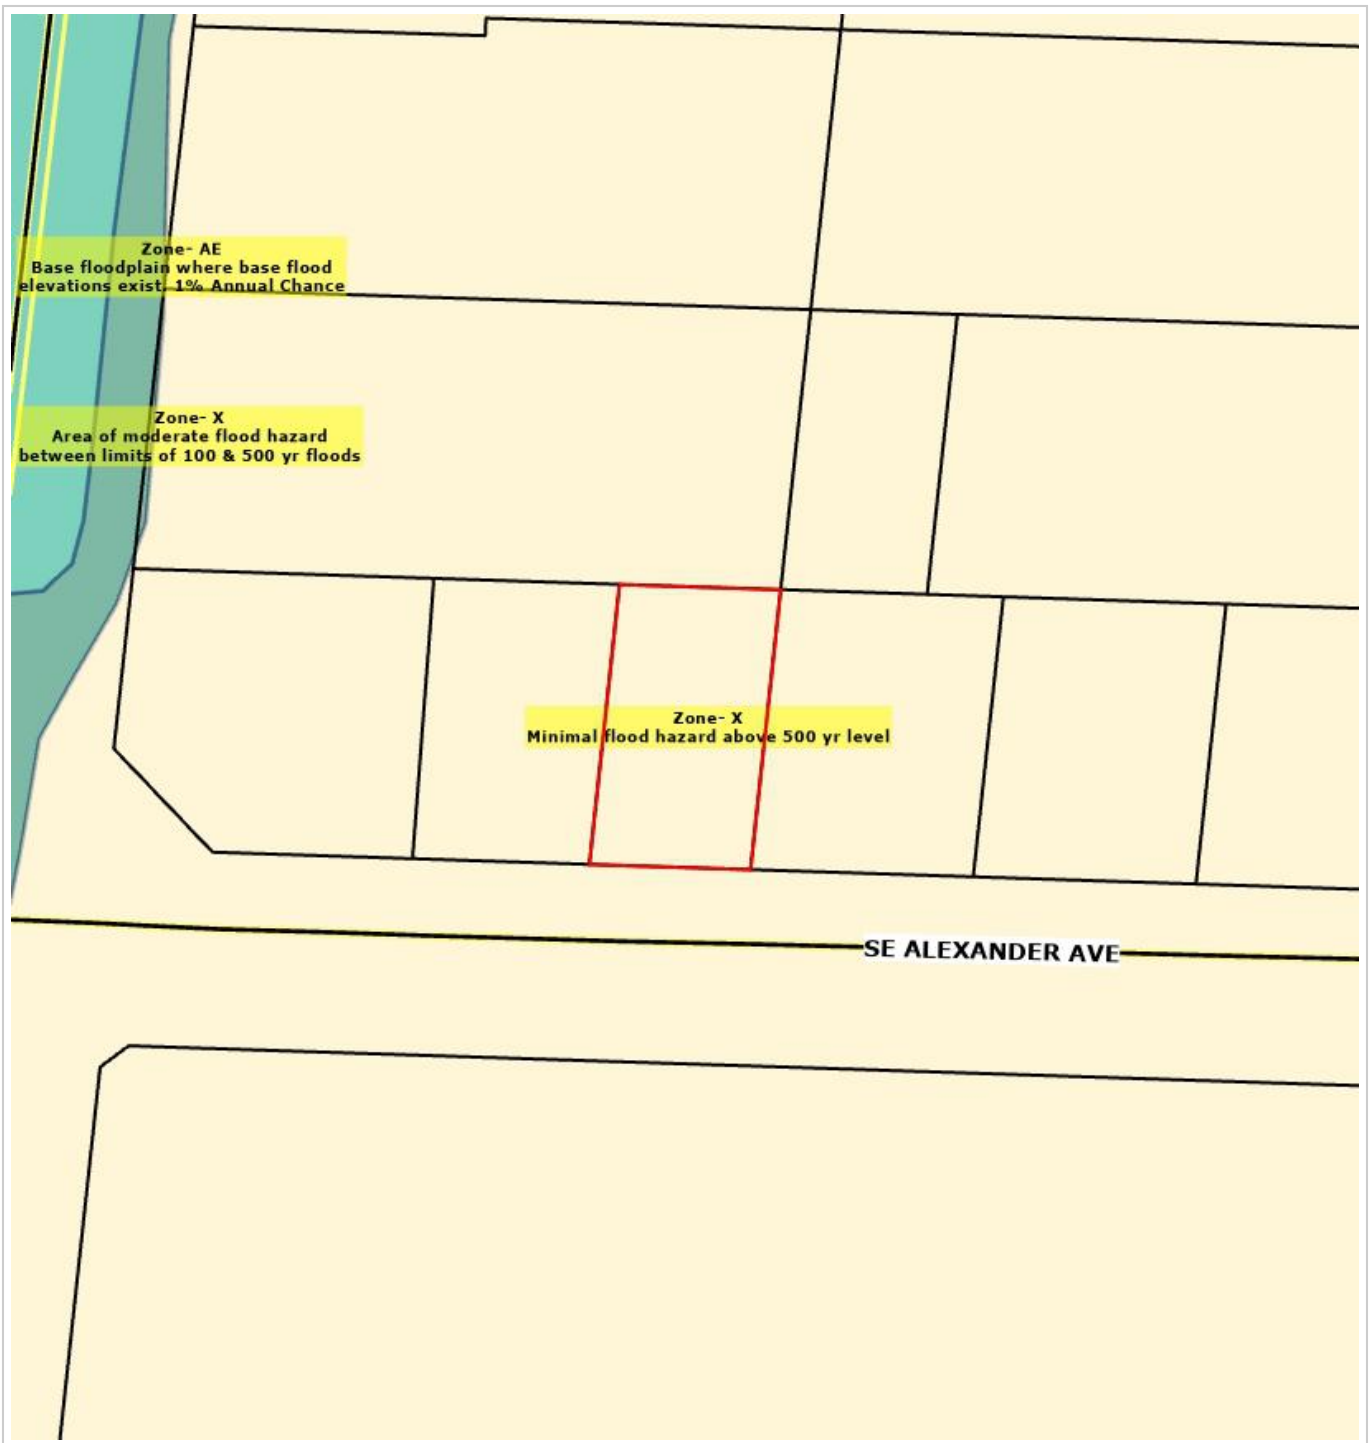 Zone- AE
Base floodplain where base flood
elevations exist. 1% Annual Chance
Zone- X
Area of moderate flood hazard
between limits of 100 & 500 yr floods
Zone- X
Minimal flood hazard above 500 yr level
SE ALEXANDER AVE